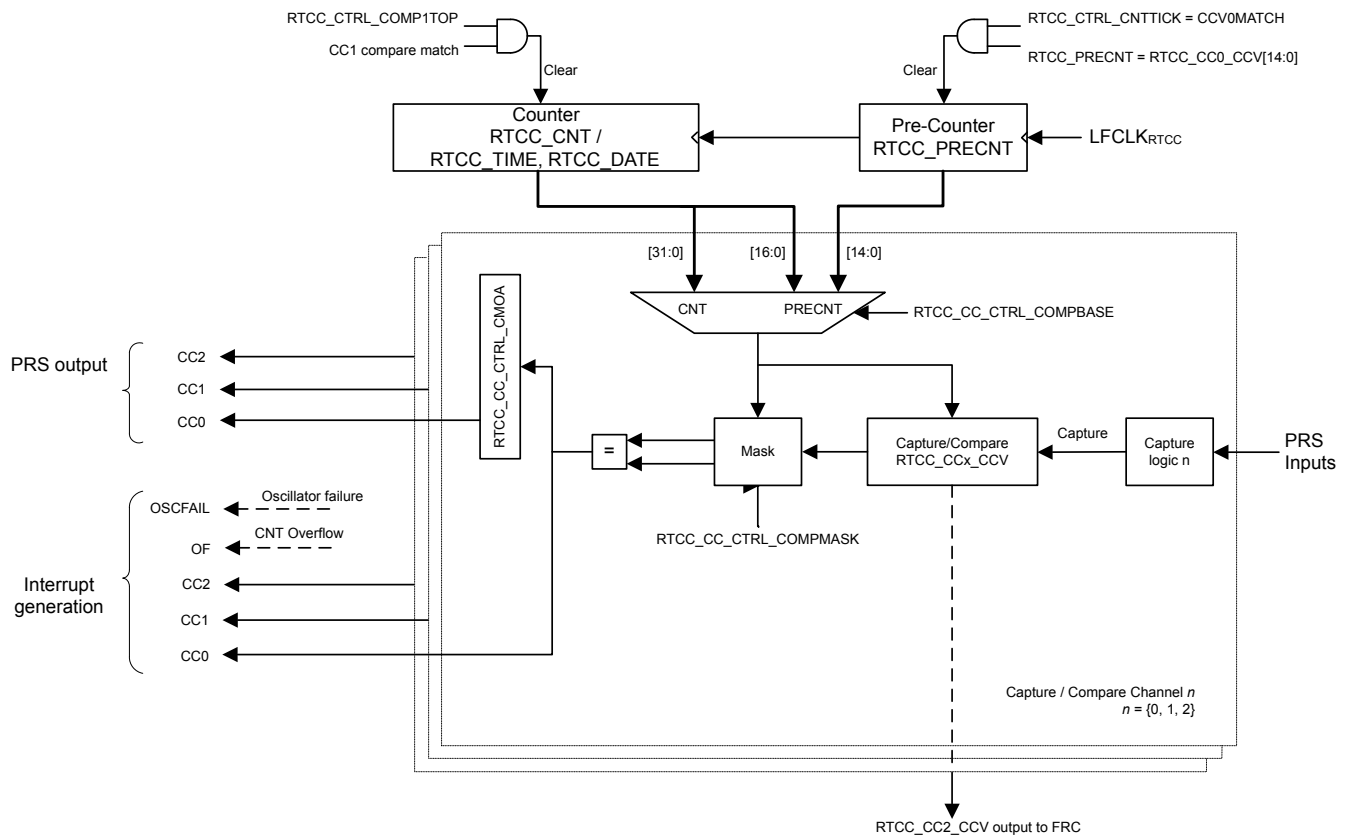 RTCC_CTRL_COMP1TOP
CC1 compare match
RTCC_CTRL_CNTTICK = CCV0MATCH
RTCC_PRECNT = RTCC_CC0_CCV[14:0]
Clear
Clear
Counter
RTCC_CNT /
RTCC_TIME, RTCC_DATE
Pre-Counter
RTCC_PRECNT
LFCLKRTCC
[31:0]
[16:0]
[14:0]
CNT
PRECNT
RTCC_CC_CTRL_COMPBASE
RTCC_CC_CTRL_CMOA
PRS output
CC2
CC1
CC0
=
Mask
Capture/Compare
RTCC_CCx_CCV
Capture
Capture
logic n
PRS
Inputs
RTCC_CC_CTRL_COMPMASK
Interrupt
generation
OSCFAIL
Oscillator failure
OF
CNT Overflow
CC2
CC1
CC0
Capture / Compare Channel n
n = {0, 1, 2}
RTCC_CC2_CCV output to FRC